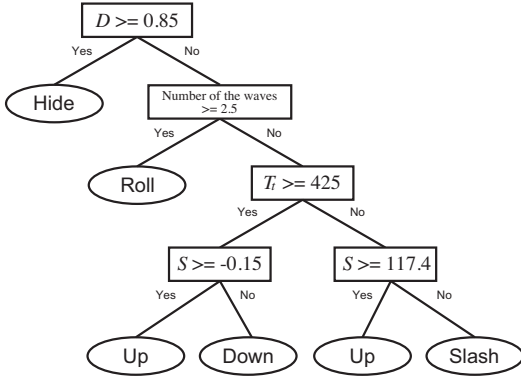 D >= 0.85
Yes No
Hide
Number of the waves
>= 2.5
Yes No
Roll
Tt >= 425
Yes No
S >= -0.15 S >= 117.4
Yes No Yes No
Up Down Up Slash